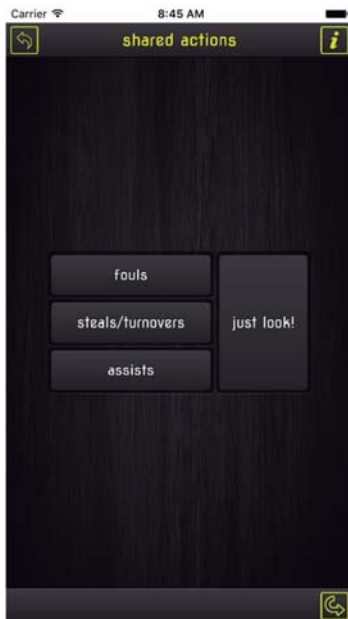 Carrier 8:45 AM
shared actions i
fouls
steals/turnovers
just look!
assists